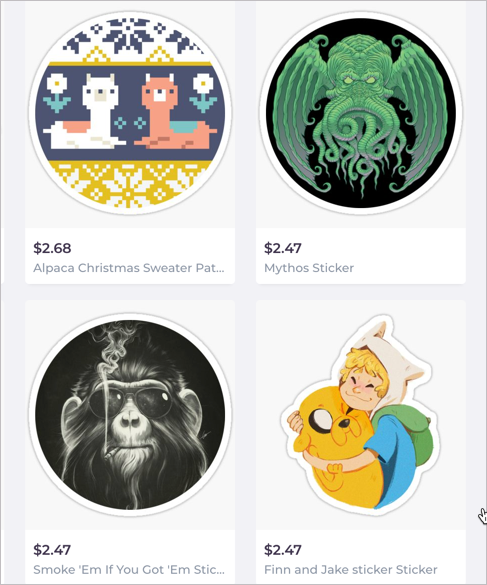 $2.68
Alpaca Christmas Sweater Pat...
$2.47
Mythos Sticker
$2.47
Smoke 'Em If You Got 'Em Stic...
$2.47
Finn and Jake sticker Sticker